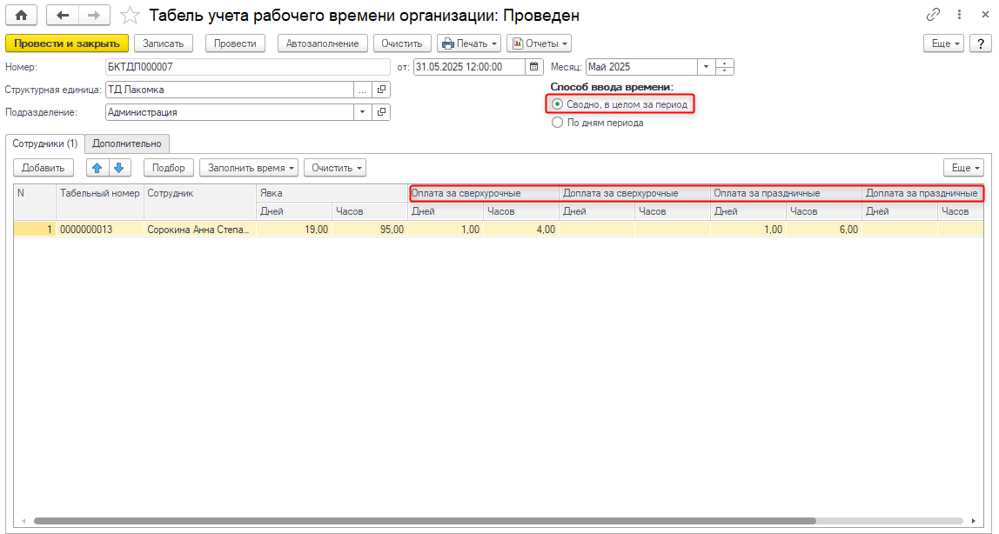 Табель учета рабочего времени организации: Проведен
Провести и закрыть Записать Провести Автозаполнение Очистить Печать Отчеты Еще ?
Номер: БКТДЛ000007 от: 31.05.2025 12:00:00 Месяц: Май 2025
Структурная единица: ТД Лакомка ... Способ ввода времени:
Сводно, в целом за период
Подразделение: Администрация
По дням периода
Сотрудники (1) Дополнительно
Добавить Подбор Заполнить время Очистить Еще
N Табельный номер Сотрудник Явка Оплата за сверхурочные Доплата за сверхурочные Оплата за праздничные Доплата за праздничные
Дней Часов Дней Часов Дней Часов Дней Часов Дней Часов
1 0000000013 Сорокина Анна Степа... 19,00 95,00 1,00 4,00 1,00 6,00